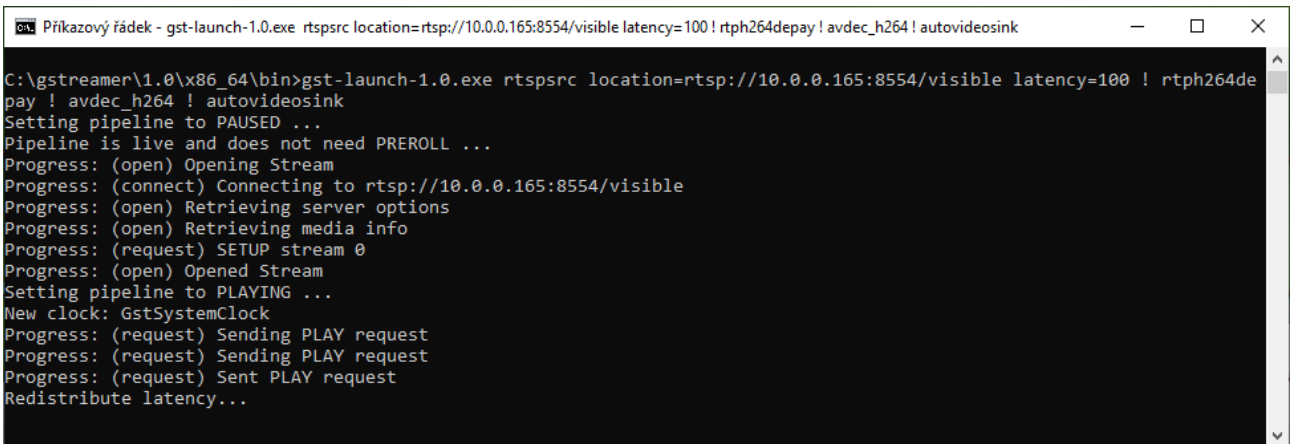 Příkazový řádek - gst-launch-1.0.exe rtspsrc location=rtsp://10.0.0.165:8554/visible latency=100 ! rtph264depay ! avdec_h264 ! autovideosink
C:\gstreamer\1.0\x86_64\bin>gst-launch-1.0.exe rtspsrc location=rtsp://10.0.0.165:8554/visible latency=100 ! rtph264de
pay ! avdec_h264 ! autovideosink
Setting pipeline to PAUSED ...
Pipeline is live and does not need PREROLL ...
Progress: (open) Opening Stream
Progress: (connect) Connecting to rtsp://10.0.0.165:8554/visible
Progress: (open) Retrieving server options
Progress: (open) Retrieving media info
Progress: (request) SETUP stream 0
Progress: (open) Opened Stream
Setting pipeline to PLAYING ...
New clock: GstSystemClock
Progress: (request) Sending PLAY request
Progress: (request) Sending PLAY request
Progress: (request) Sent PLAY request
Redistribute latency...